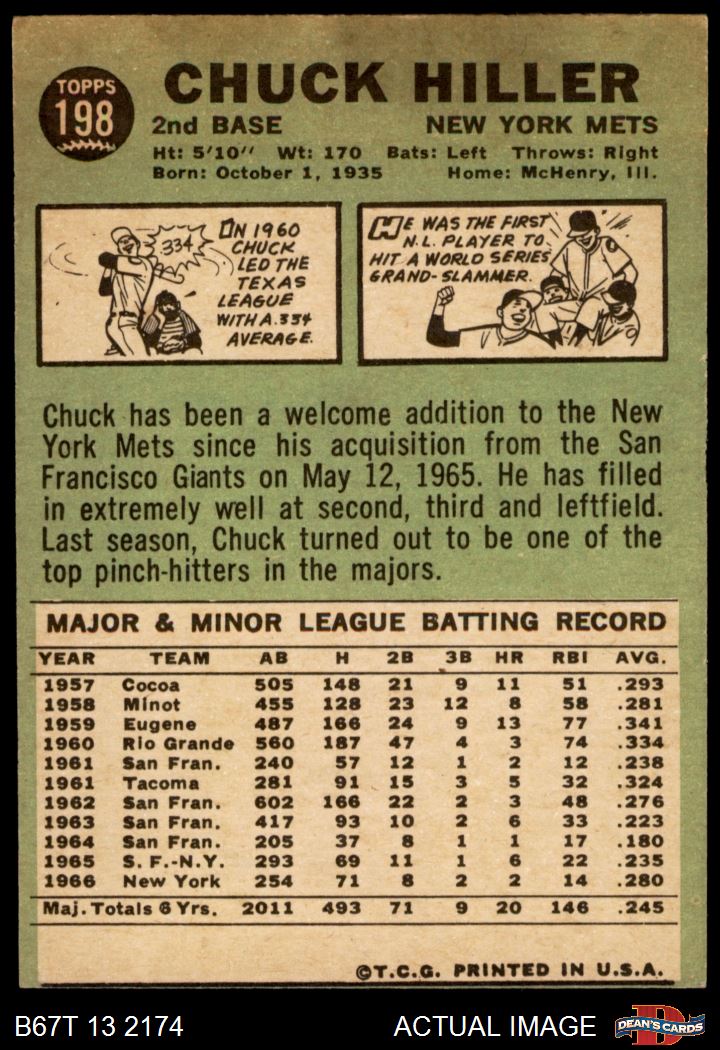 TOPPS
198
CHUCK HILLER
2nd BASE NEW YORK METS
Ht: 5'10" Wt: 170 Bats: Left Throws: Right
Born: October 1, 1935 Home: McHenry, Ill.
334
IN 1960
CHUCK
LED THE
TEXAS
LEAGUE
WITH A .334
AVERAGE.
HE WAS THE FIRST
N.L. PLAYER TO
HIT A WORLD SERIES
GRAND-SLAMMER.
Chuck has been a welcome addition to the New
York Mets since his acquisition from the San
Francisco Giants on May 12, 1965. He has filled
in extremely well at second, third and leftfield.
Last season, Chuck turned out to be one of the
top pinch-hitters in the majors.
MAJOR & MINOR LEAGUE BATTING RECORD
YEAR TEAM AB H 2B 3B HR RBI AVG.
1957 Cocoa 505 148 21 9 11 51 .293
1958 Minot 455 128 23 12 8 58 .281
1959 Eugene 487 166 24 9 13 77 .341
1960 Rio Grande 560 187 47 4 3 74 .334
1961 San Fran. 240 57 12 1 2 12 .238
1961 Tacoma 281 91 15 3 5 32 .324
1962 San Fran. 602 166 22 2 3 48 .276
1963 San Fran. 417 93 10 2 6 33 .223
1964 San Fran. 205 37 8 1 1 17 .180
1965 S. F.-N.Y. 293 69 11 1 6 22 .235
1966 New York 254 71 8 2 2 14 .280
Maj. Totals 6 Yrs. 2011 493 71 9 20 146 .245
©T.C.G. PRINTED IN U.S.A.
B67T 13 2174 ACTUAL IMAGE
DEAN'S CARDS